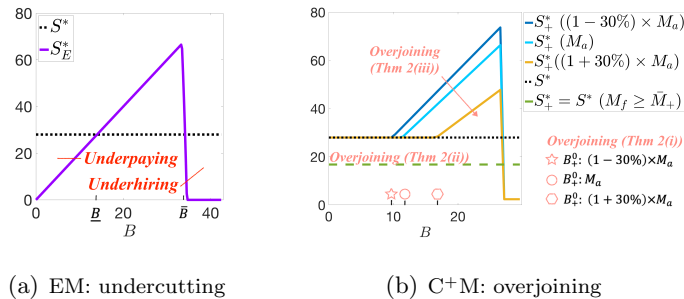 80
60
40
20
0
S*
S*_E
Underpaying
Underhiring
0
B
20
B̄
40
B
(a) EM: undercutting
80
60
40
20
0
Overjoining
(Thm 2(iii))
Overjoining (Thm 2(ii))
10
20
B
S*_+ ((1 − 30%) × M_a)
S*_+ (M_a)
S*_+((1 + 30%) × M_a)
S*
S*_+ = S* (M_f ≥ M̄_+)
Overjoining (Thm 2(i))
B^0_+: (1−30%)×M_a
B^0_+: M_a
B^0_+: (1+30%)×M_a
(b) C⁺M: overjoining